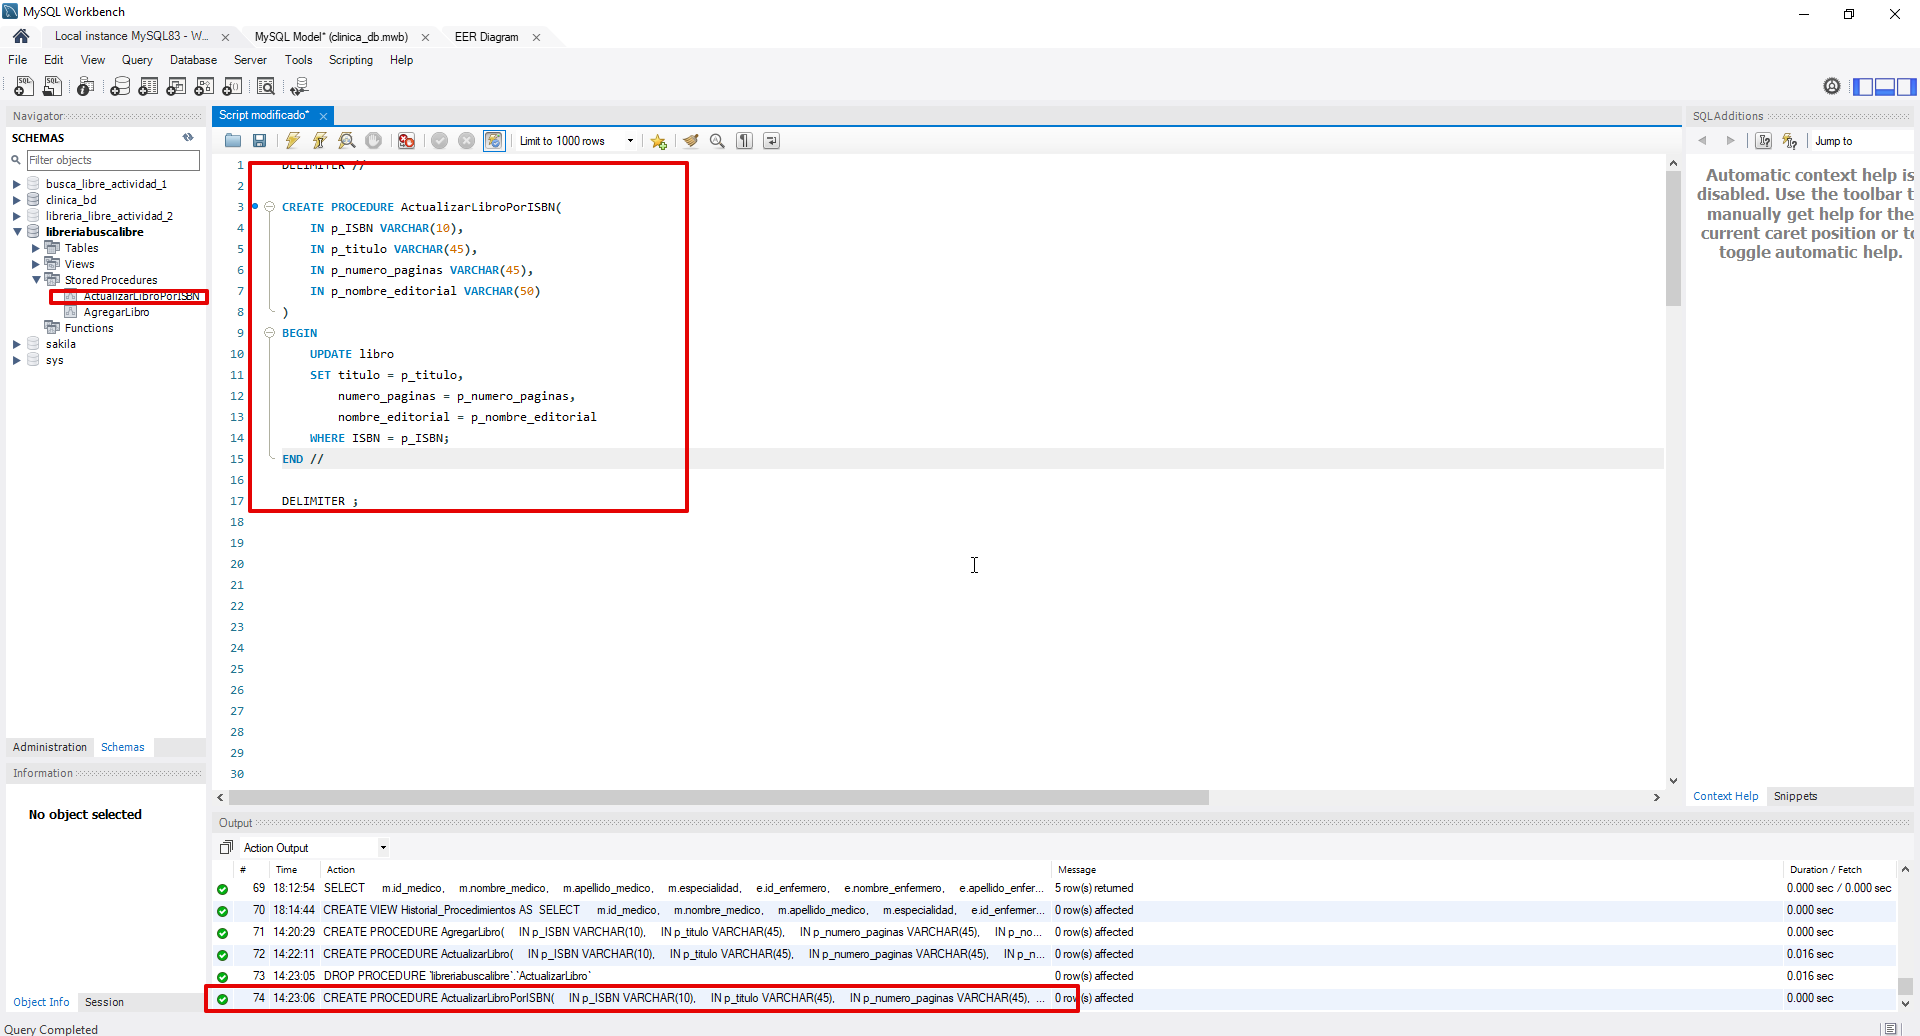 MySQL Workbench
Local instance MySQL83 - W...
MySQL Model* (clinica_db.mwb)
EER Diagram
File Edit View Query Database Server Tools Scripting Help
Navigator
SCHEMAS
Filter objects
busca_libre_actividad_1
clinica_bd
libreria_libre_actividad_2
libreriabuscalibre
Tables
Views
Stored Procedures
ActualizarLibroPorISBN
AgregarLibro
Functions
sakila
sys
Administration Schemas
Information
No object selected
Object Info Session
Query Completed
Script modificado*
Limit to 1000 rows
1 DELIMITER //
2
3 CREATE PROCEDURE ActualizarLibroPorISBN(
4 IN p_ISBN VARCHAR(10),
5 IN p_titulo VARCHAR(45),
6 IN p_numero_paginas VARCHAR(45),
7 IN p_nombre_editorial VARCHAR(50)
8 )
9 BEGIN
10 UPDATE libro
11 SET titulo = p_titulo,
12 numero_paginas = p_numero_paginas,
13 nombre_editorial = p_nombre_editorial
14 WHERE ISBN = p_ISBN;
15 END //
16
17 DELIMITER ;
18
19
20
21
22
23
24
25
26
27
28
29
30
SQLAdditions
Jump to
Automatic context help is
disabled. Use the toolbar t
manually get help for the
current caret position or to
toggle automatic help.
Context Help Snippets
Output
Action Output
# Time Action Message Duration / Fetch
69 18:12:54 SELECT m.id_medico, m.nombre_medico, m.apellido_medico, m.especialidad, e.id_enfermero, e.nombre_enfermero, e.apellido_enfer... 5 row(s) returned 0.000 sec / 0.000 sec
70 18:14:44 CREATE VIEW Historial_Procedimientos AS SELECT m.id_medico, m.nombre_medico, m.apellido_medico, m.especialidad, e.id_enfermer... 0 row(s) affected 0.000 sec
71 14:20:29 CREATE PROCEDURE AgregarLibro( IN p_ISBN VARCHAR(10), IN p_titulo VARCHAR(45), IN p_numero_paginas VARCHAR(45), IN p_no... 0 row(s) affected 0.000 sec
72 14:22:11 CREATE PROCEDURE ActualizarLibro( IN p_ISBN VARCHAR(10), IN p_titulo VARCHAR(45), IN p_numero_paginas VARCHAR(45), IN p_n... 0 row(s) affected 0.016 sec
73 14:23:05 DROP PROCEDURE `libreriabuscalibre`.`ActualizarLibro` 0 row(s) affected 0.016 sec
74 14:23:06 CREATE PROCEDURE ActualizarLibroPorISBN( IN p_ISBN VARCHAR(10), IN p_titulo VARCHAR(45), IN p_numero_paginas VARCHAR(45), ... 0 row(s) affected 0.000 sec